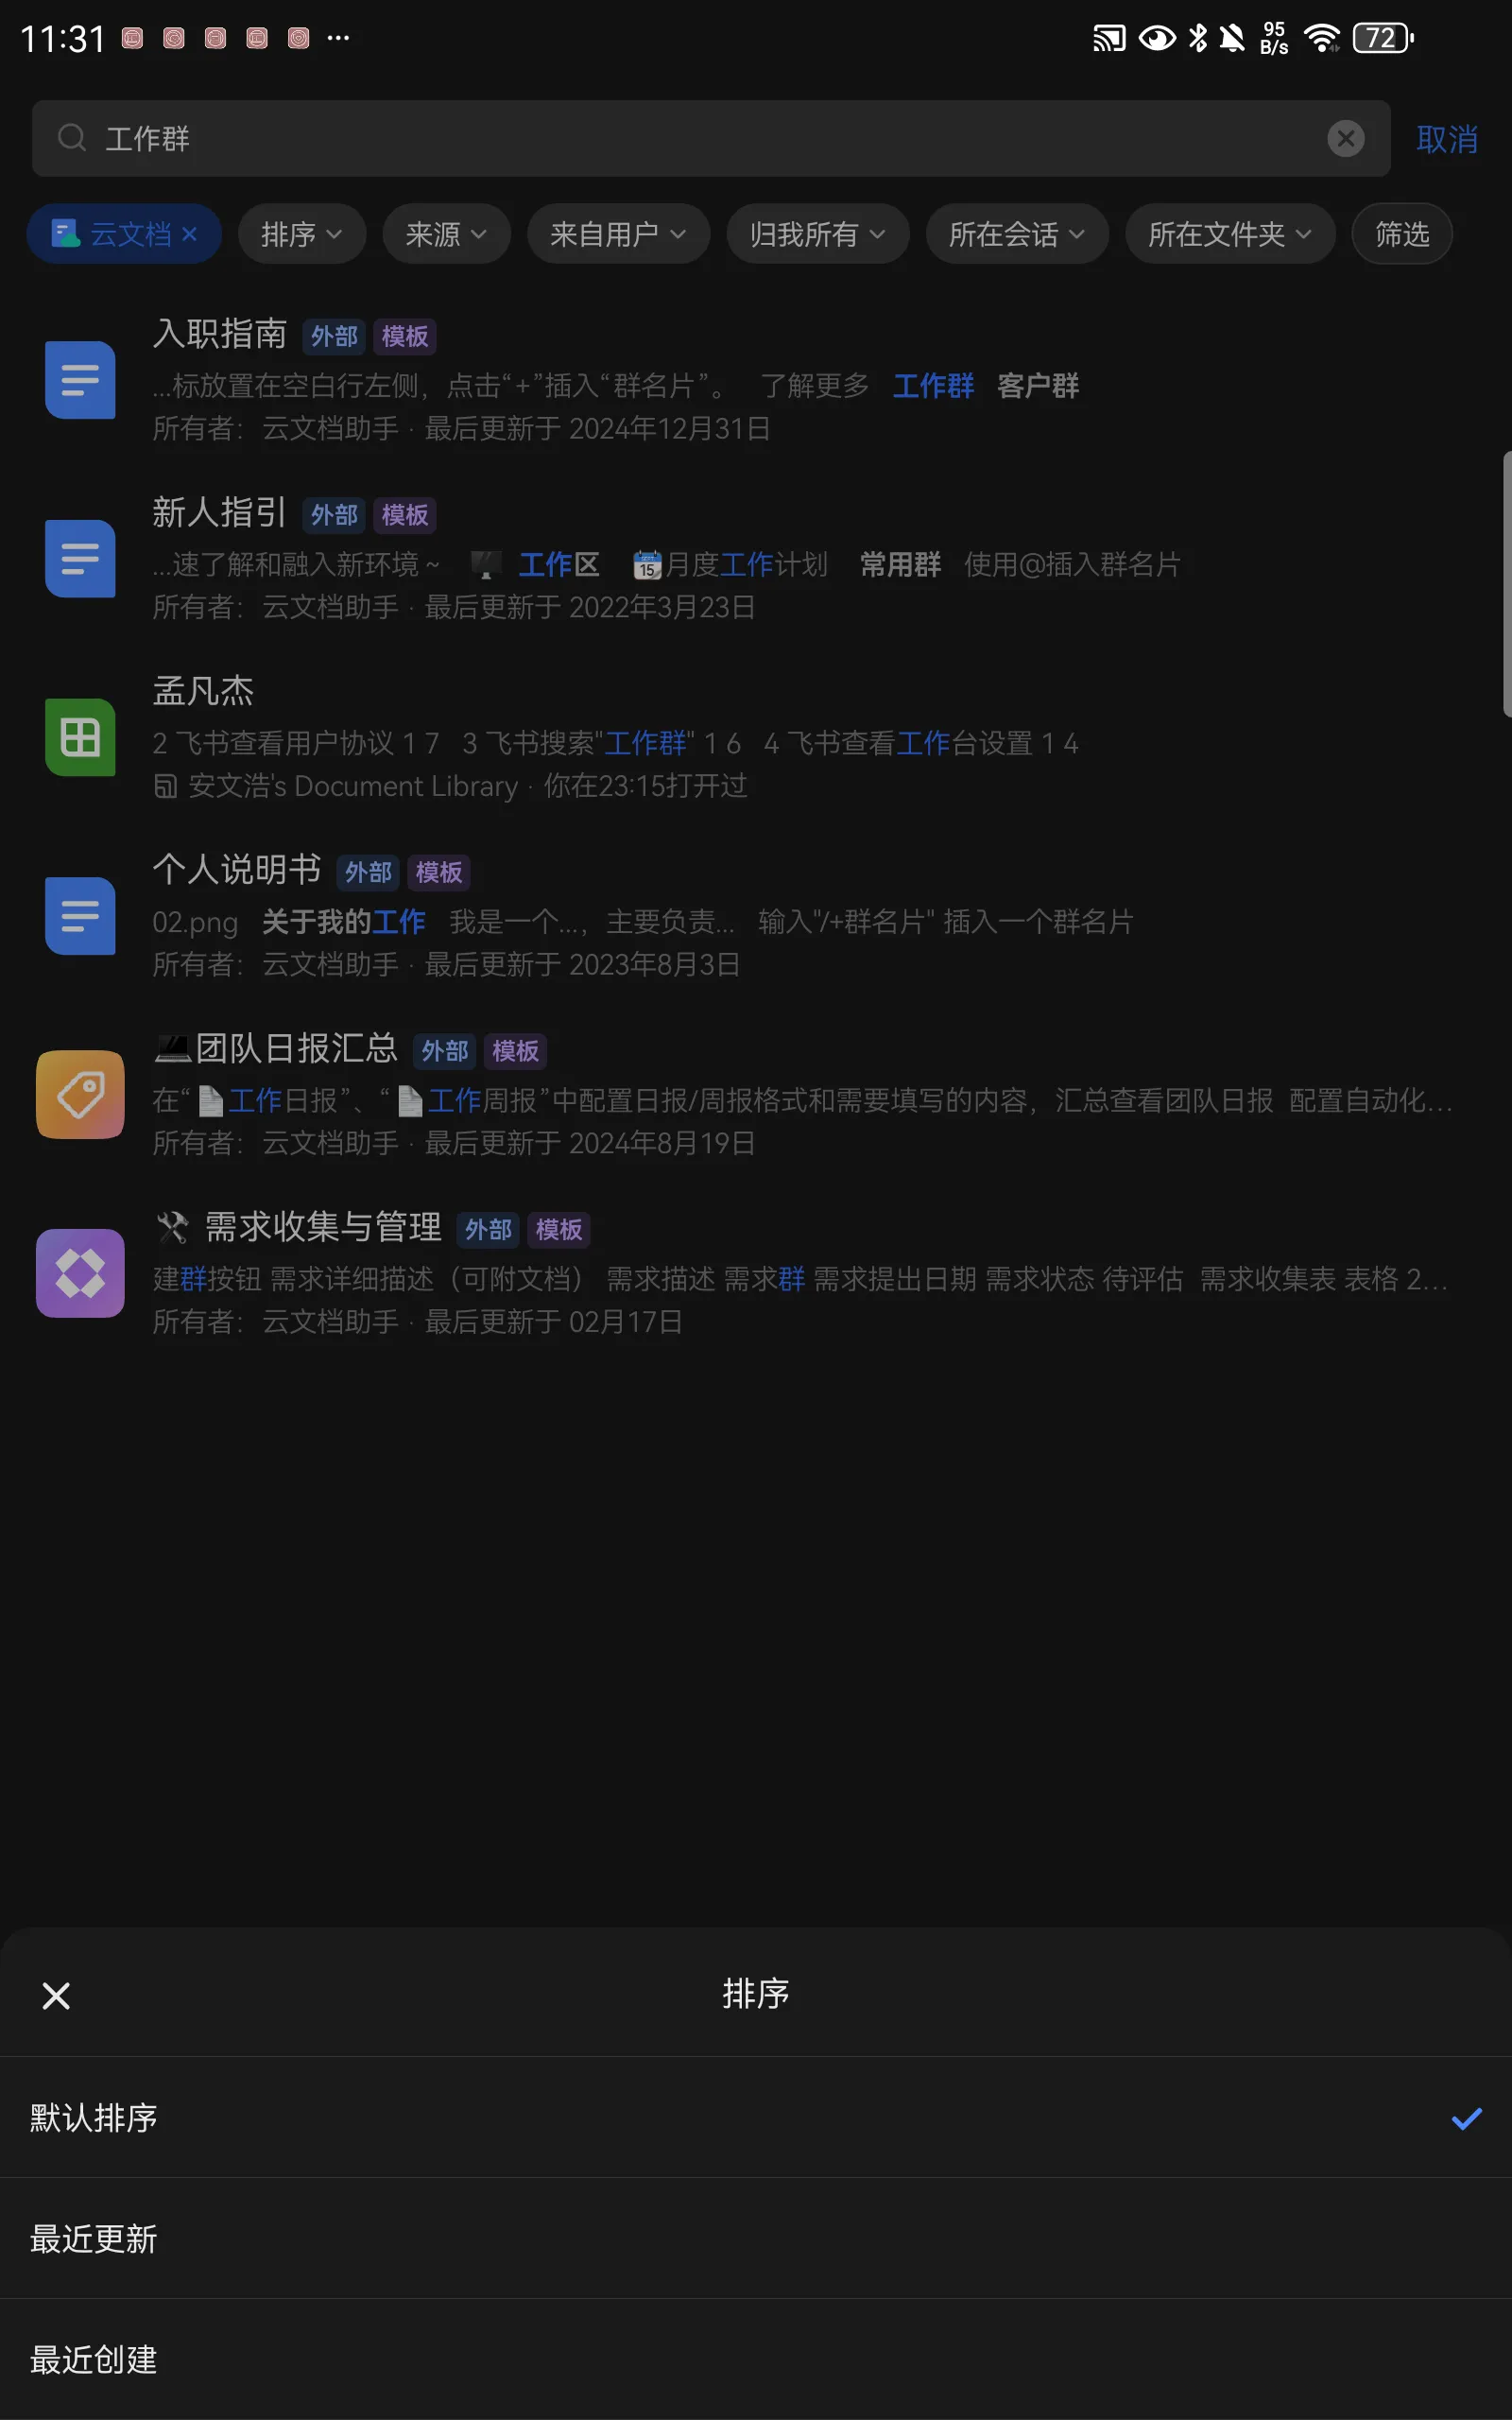 11:31 95 B/s 72
工作群 取消
云文档 排序 来源 来自用户 归我所有 所在会话 所在文件夹 筛选
入职指南 外部 模板
...标放置在空白行左侧，点击“+”插入“群名片”。 了解更多 工作群 客户群
所有者：云文档助手 · 最后更新于 2024年12月31日
新人指引 外部 模板
...速了解和融入新环境 ~ 工作区 15 月度工作计划 常用群 使用@插入群名片
所有者：云文档助手 · 最后更新于 2022年3月23日
孟凡杰
2 飞书查看用户协议 1 7 3 飞书搜索"工作群" 1 6 4 飞书查看工作台设置 1 4
安文浩's Document Library · 你在23:15打开过
个人说明书 外部 模板
02.png 关于我的工作 我是一个...，主要负责... 输入"/+群名片" 插入一个群名片
所有者：云文档助手 · 最后更新于 2023年8月3日
团队日报汇总 外部 模板
在“工作日报”、“工作周报”中配置日报/周报格式和需要填写的内容，汇总查看团队日报 配置自动化...
所有者：云文档助手 · 最后更新于 2024年8月19日
需求收集与管理 外部 模板
建群按钮 需求详细描述（可附文档） 需求描述 需求群 需求提出日期 需求状态 待评估 需求收集表 表格 2...
所有者：云文档助手 · 最后更新于 02月17日
排序
默认排序
最近更新
最近创建